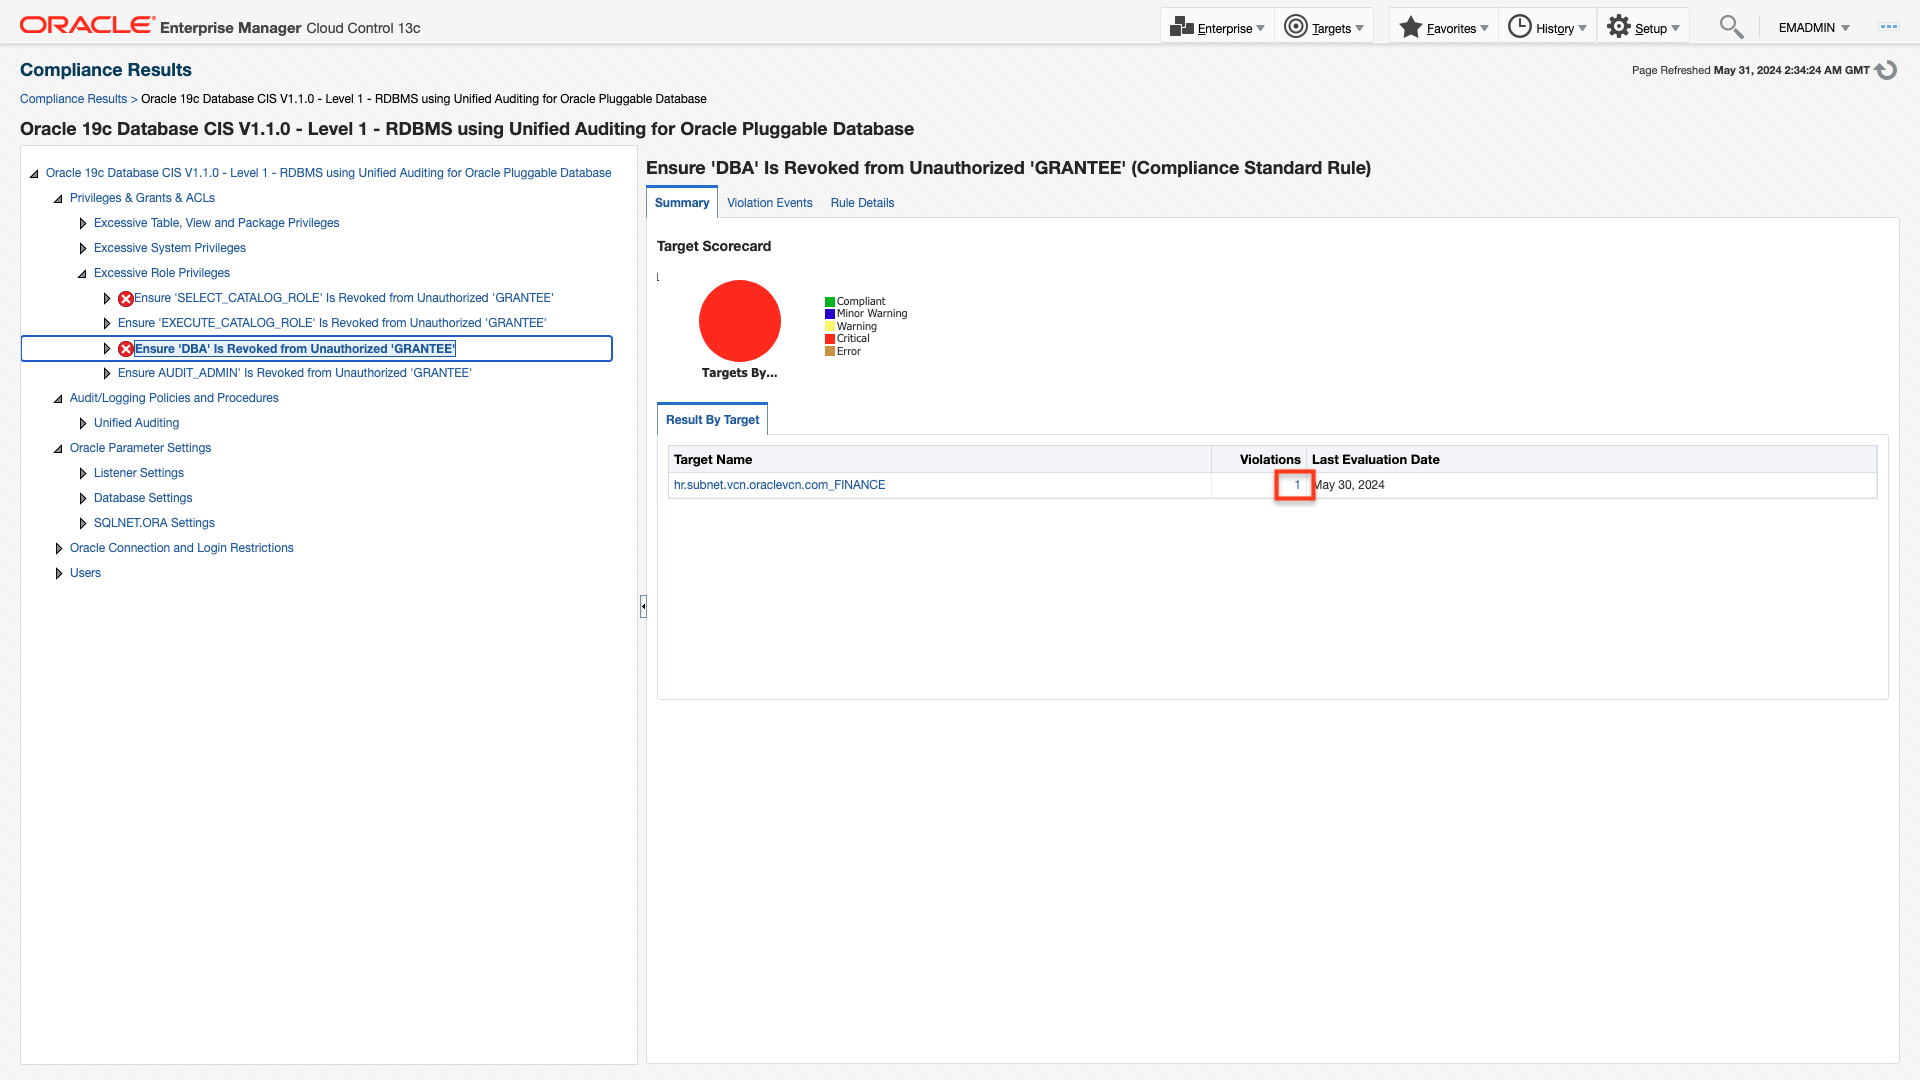 ORACLE® Enterprise Manager Cloud Control 13c
Enterprise
Targets
Favorites
History
Setup
EMADMIN
Compliance Results
Page Refreshed May 31, 2024 2:34:24 AM GMT
Compliance Results > Oracle 19c Database CIS V1.1.0 - Level 1 - RDBMS using Unified Auditing for Oracle Pluggable Database
Oracle 19c Database CIS V1.1.0 - Level 1 - RDBMS using Unified Auditing for Oracle Pluggable Database
Oracle 19c Database CIS V1.1.0 - Level 1 - RDBMS using Unified Auditing for Oracle Pluggable Database
Privileges & Grants & ACLs
Excessive Table, View and Package Privileges
Excessive System Privileges
Excessive Role Privileges
Ensure 'SELECT_CATALOG_ROLE' Is Revoked from Unauthorized 'GRANTEE'
Ensure 'EXECUTE_CATALOG_ROLE' Is Revoked from Unauthorized 'GRANTEE'
Ensure 'DBA' Is Revoked from Unauthorized 'GRANTEE'
Ensure AUDIT_ADMIN' Is Revoked from Unauthorized 'GRANTEE'
Audit/Logging Policies and Procedures
Unified Auditing
Oracle Parameter Settings
Listener Settings
Database Settings
SQLNET.ORA Settings
Oracle Connection and Login Restrictions
Users
Ensure 'DBA' Is Revoked from Unauthorized 'GRANTEE' (Compliance Standard Rule)
Summary
Violation Events
Rule Details
Target Scorecard
1
Compliant
Minor Warning
Warning
Critical
Error
Targets By...
Result By Target
Target Name
Violations
Last Evaluation Date
hr.subnet.vcn.oraclevcn.com_FINANCE
1
May 30, 2024